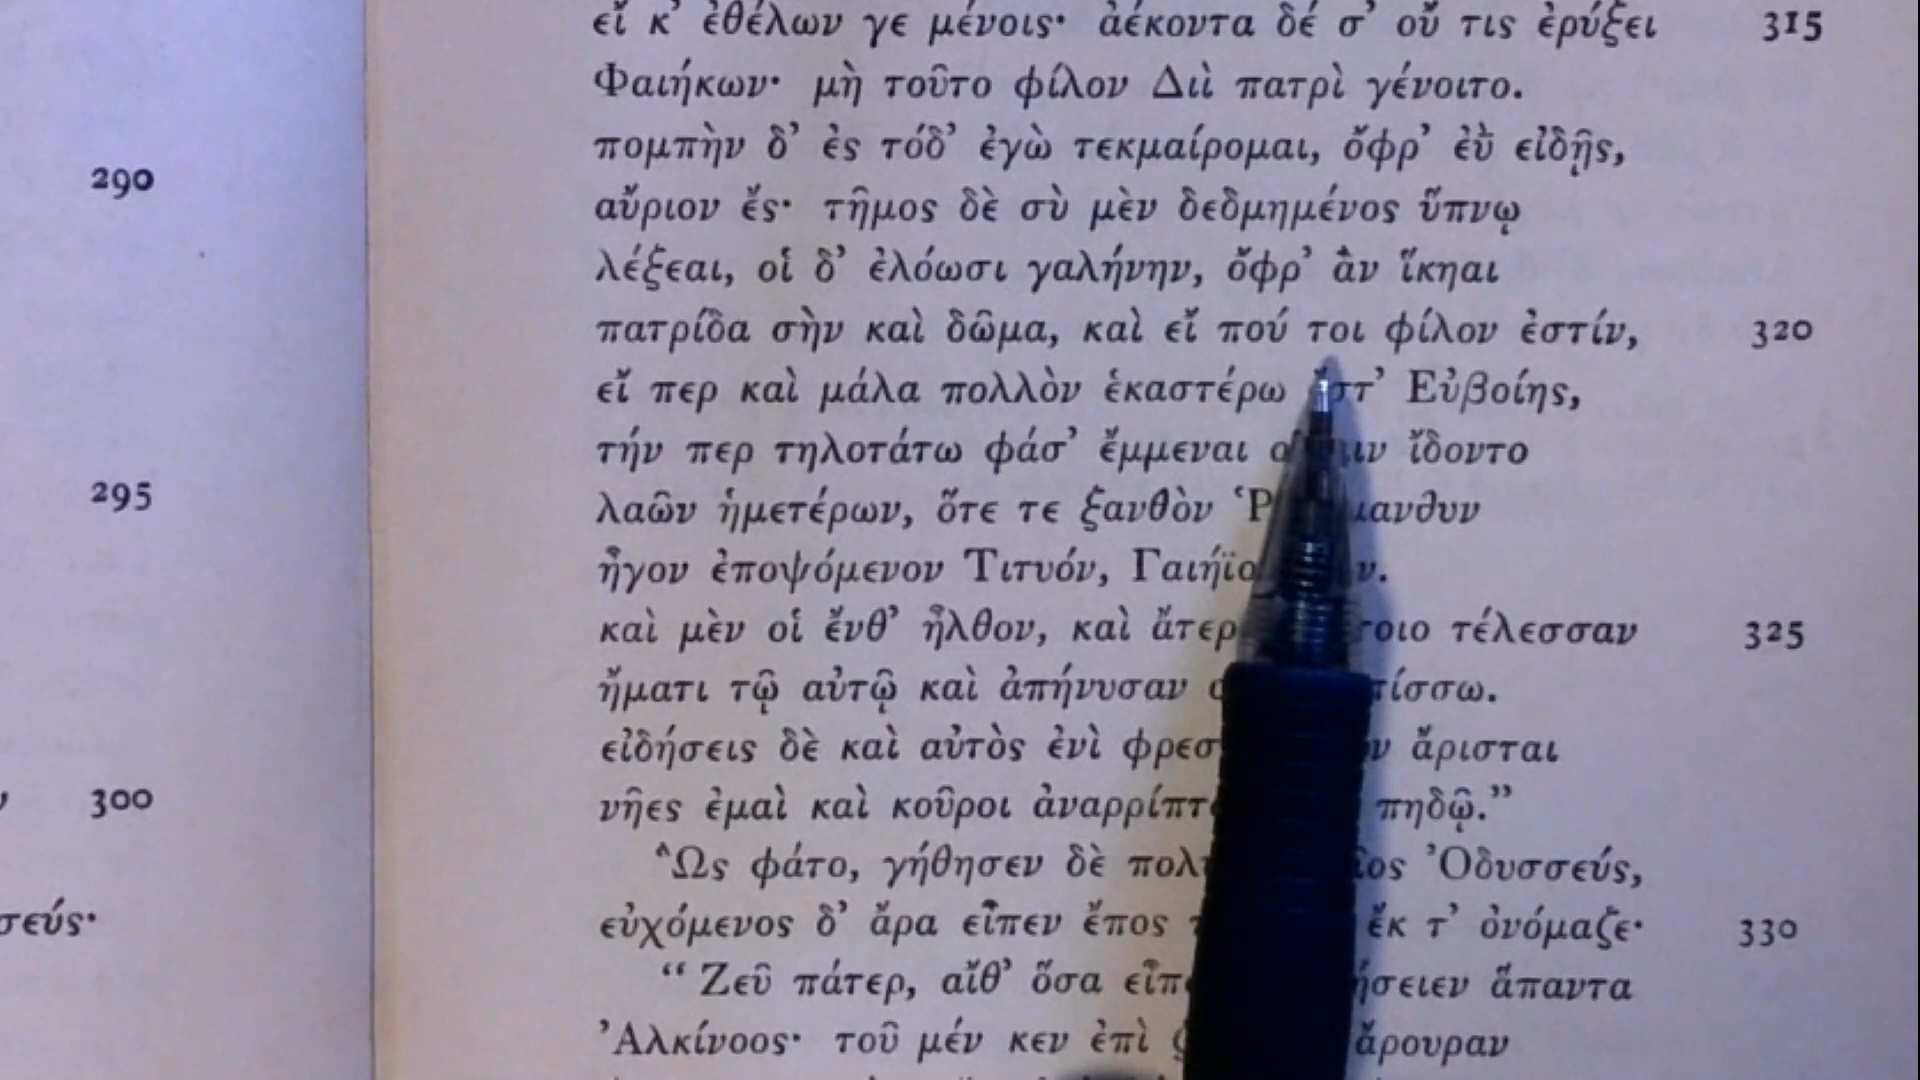 290
295
300
σεύς·
εἴ κ’ ἐθέλων γε μένοις· ἀέκοντα δέ σ’ οὔ τις ἐρύξει 315
Φαιήκων· μὴ τοῦτο φίλον Διὶ πατρὶ γένοιτο.
πομπὴν δ’ ἐς τόδ’ ἐγὼ τεκμαίρομαι, ὄφρ’ ἐῢ εἰδῇς,
αὔριον ἔς· τῆμος δὲ σὺ μὲν δεδμημένος ὕπνῳ
λέξεαι, οἱ δ’ ἐλόωσι γαλήνην, ὄφρ’ ἂν ἵκηαι
πατρίδα σὴν καὶ δῶμα, καὶ εἴ πού τοι φίλον ἐστίν, 320
εἴ περ καὶ μάλα πολλὸν ἑκαστέρω ἔστ’ Εὐβοίης,
τήν περ τηλοτάτω φάσ’ ἔμμεναι ἴδοντο
λαῶν ἡμετέρων, ὅτε τε ξανθὸν
ἦγον ἐποψόμενον Τιτυόν,
καὶ μὲν οἱ ἔνθ’ ἦλθον, καὶ ἄτερ τέλεσσαν 325
ἤματι τῷ αὐτῷ καὶ ἀπήνυσαν
εἰδήσεις δὲ καὶ αὐτὸς ἐνὶ ἄρισται
νῆες ἐμαὶ καὶ κοῦροι πηδῷ.”
Ὣς φάτο, γήθησεν δὲ Ὀδυσσεύς,
εὐχόμενος δ’ ἄρα εἶπεν ἔπος ἔκ τ’ ὀνόμαζε· 330
“Ζεῦ πάτερ, αἴθ’ ὅσα ἅπαντα
Ἀλκίνοος· τοῦ μέν κεν ἐπὶ ἄρουραν